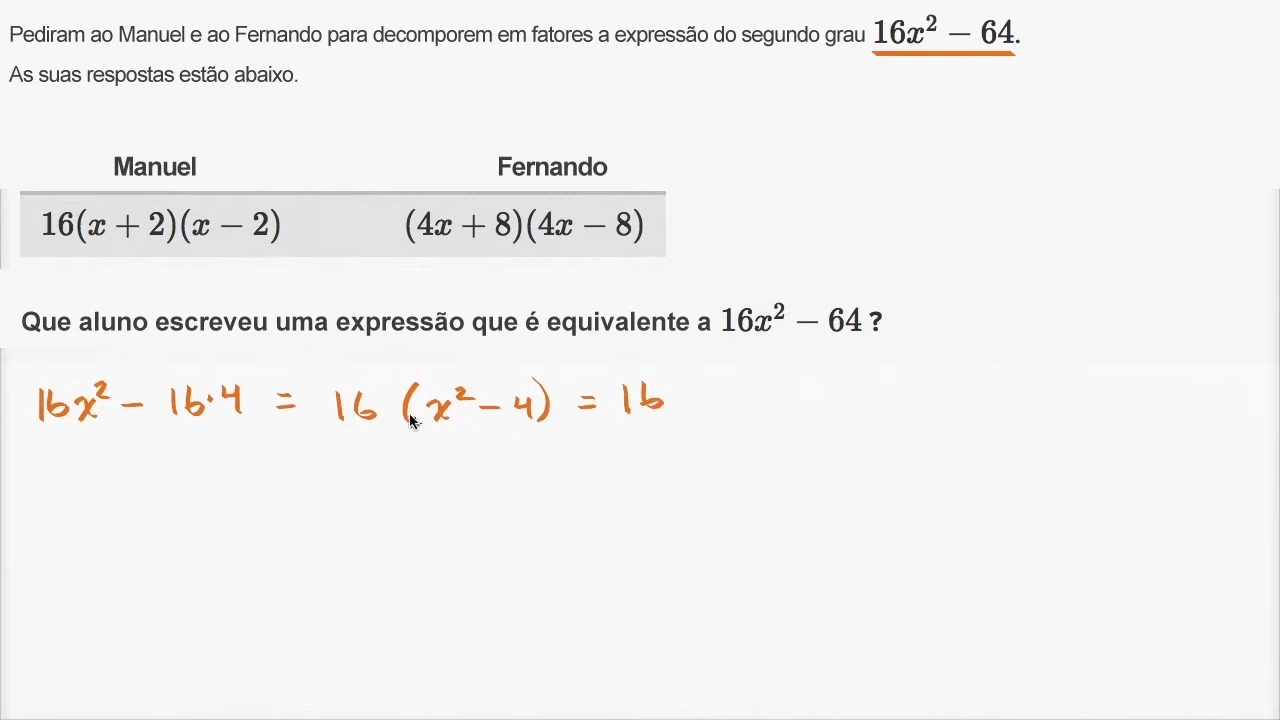 Pediram ao Manuel e ao Fernando para decomporem em fatores a expressão do segundo grau 16x² − 64.
As suas respostas estão abaixo.
Manuel Fernando
16(x + 2)(x − 2) (4x + 8)(4x − 8)
Que aluno escreveu uma expressão que é equivalente a 16x² − 64 ?
16x² − 16·4 = 16 (x² − 4) = 16